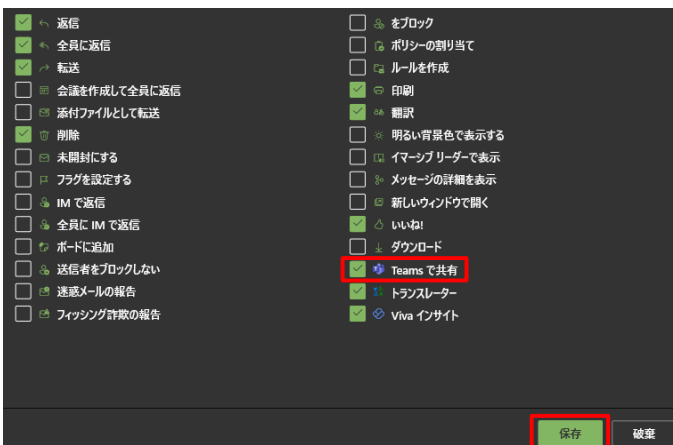 返信
全員に返信
転送
会議を作成して全員に返信
添付ファイルとして転送
削除
未開封にする
フラグを設定する
IM で返信
全員に IM で返信
ボードに追加
送信者をブロックしない
迷惑メールの報告
フィッシング詐欺の報告
をブロック
ポリシーの割り当て
ルールを作成
印刷
翻訳
明るい背景色で表示する
イマーシブ リーダーで表示
メッセージの詳細を表示
新しいウィンドウで開く
いいね!
ダウンロード
Teams で共有
トランスレーター
Viva インサイト
保存
破棄